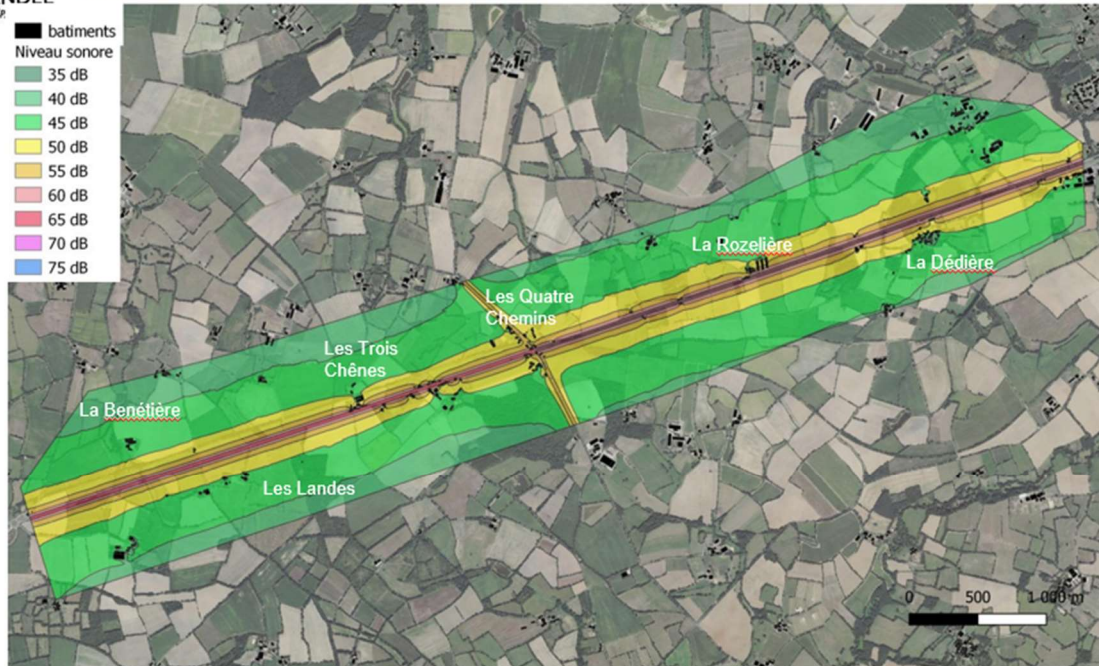 batiments
Niveau sonore
35 dB
40 dB
45 dB
50 dB
55 dB
60 dB
65 dB
70 dB
75 dB
La Rozelière
La Dédière
Les Quatre
Chemins
Les Trois
Chênes
La Benétière
Les Landes
0 500 1 000 m